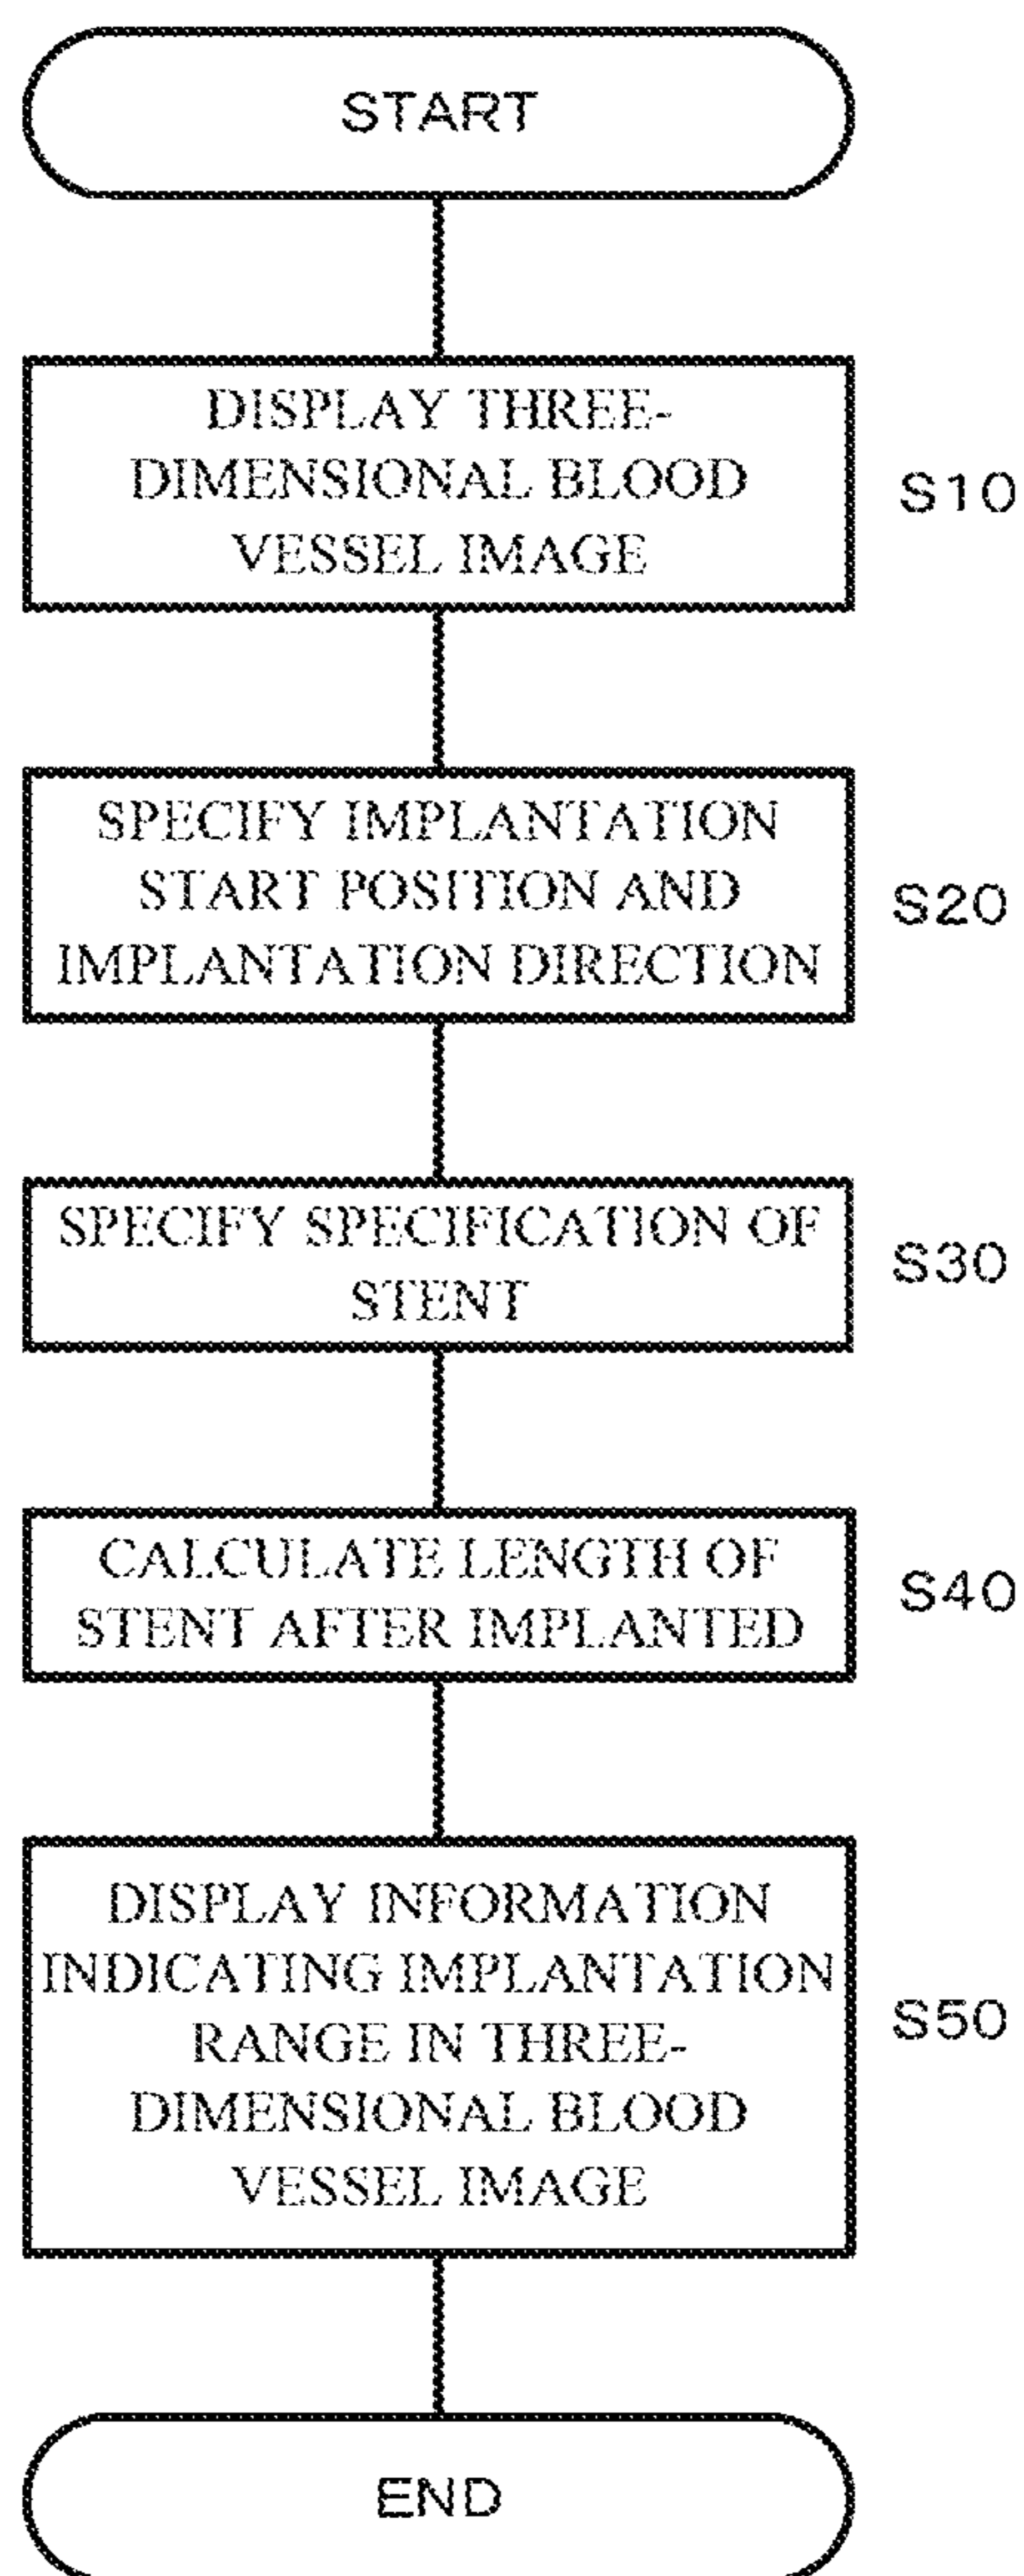 START
DISPLAY THREE-
DIMENSIONAL BLOOD
VESSEL IMAGE
S10
SPECIFY IMPLANTATION
START POSITION AND
IMPLANTATION DIRECTION
S20
SPECIFY SPECIFICATION OF
STENT
S30
CALCULATE LENGTH OF
STENT AFTER IMPLANTED
S40
DISPLAY INFORMATION
INDICATING IMPLANTATION
RANGE IN THREE-
DIMENSIONAL BLOOD
VESSEL IMAGE
S50
END